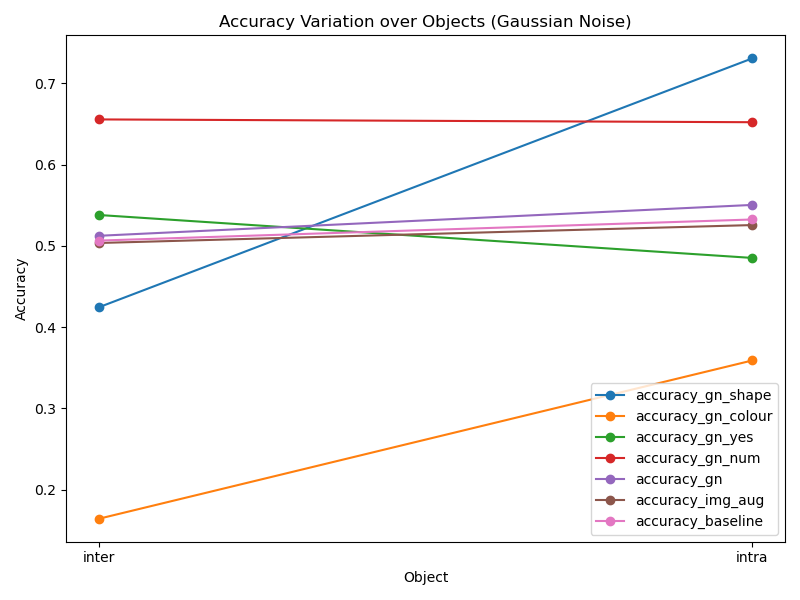 Accuracy Variation over Objects (Gaussian Noise)
0.7
0.6
0.5
0.4
0.3
0.2
Accuracy
inter
intra
Object
accuracy_gn_shape
accuracy_gn_colour
accuracy_gn_yes
accuracy_gn_num
accuracy_gn
accuracy_img_aug
accuracy_baseline